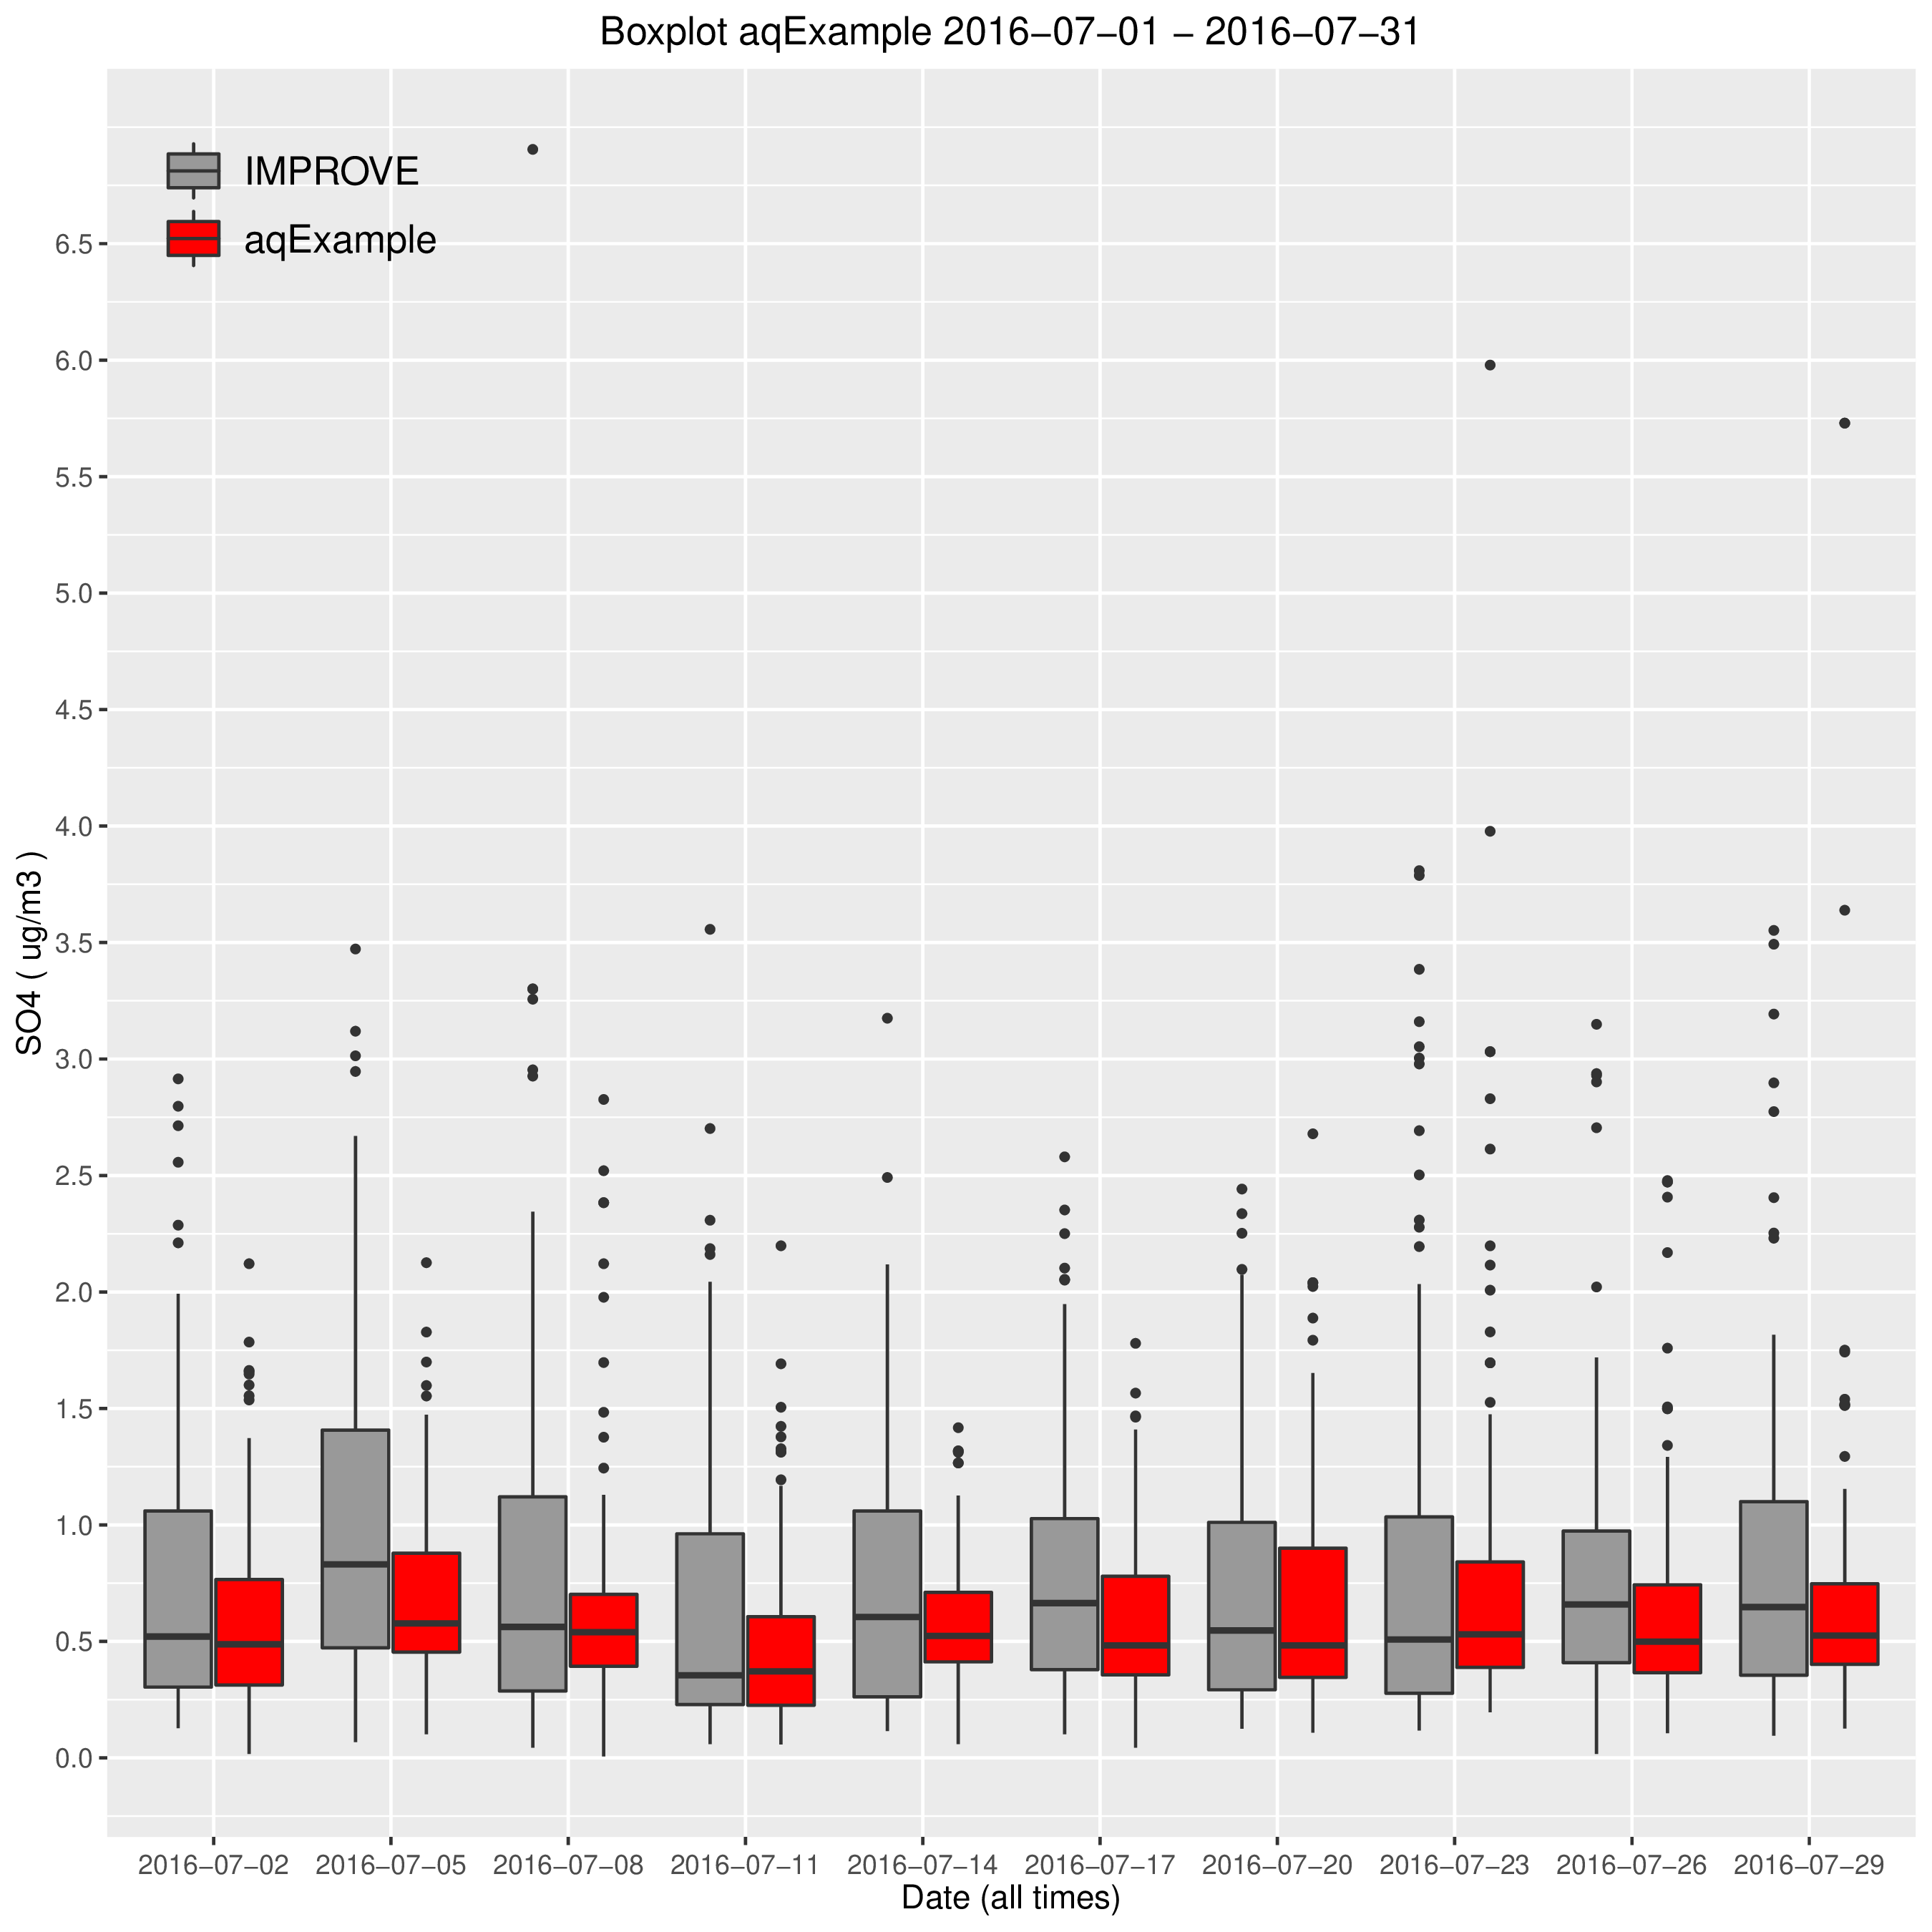 Boxplot aqExample 2016−07−01 − 2016−07−31
IMPROVE
aqExample
6.5
6.0
5.5
5.0
4.5
4.0
3.5
3.0
2.5
2.0
1.5
1.0
0.5
0.0
SO4 ( ug/m3 )
2016−07−02 2016−07−05 2016−07−08 2016−07−11 2016−07−14 2016−07−17 2016−07−20 2016−07−23 2016−07−26 2016−07−29
Date (all times)